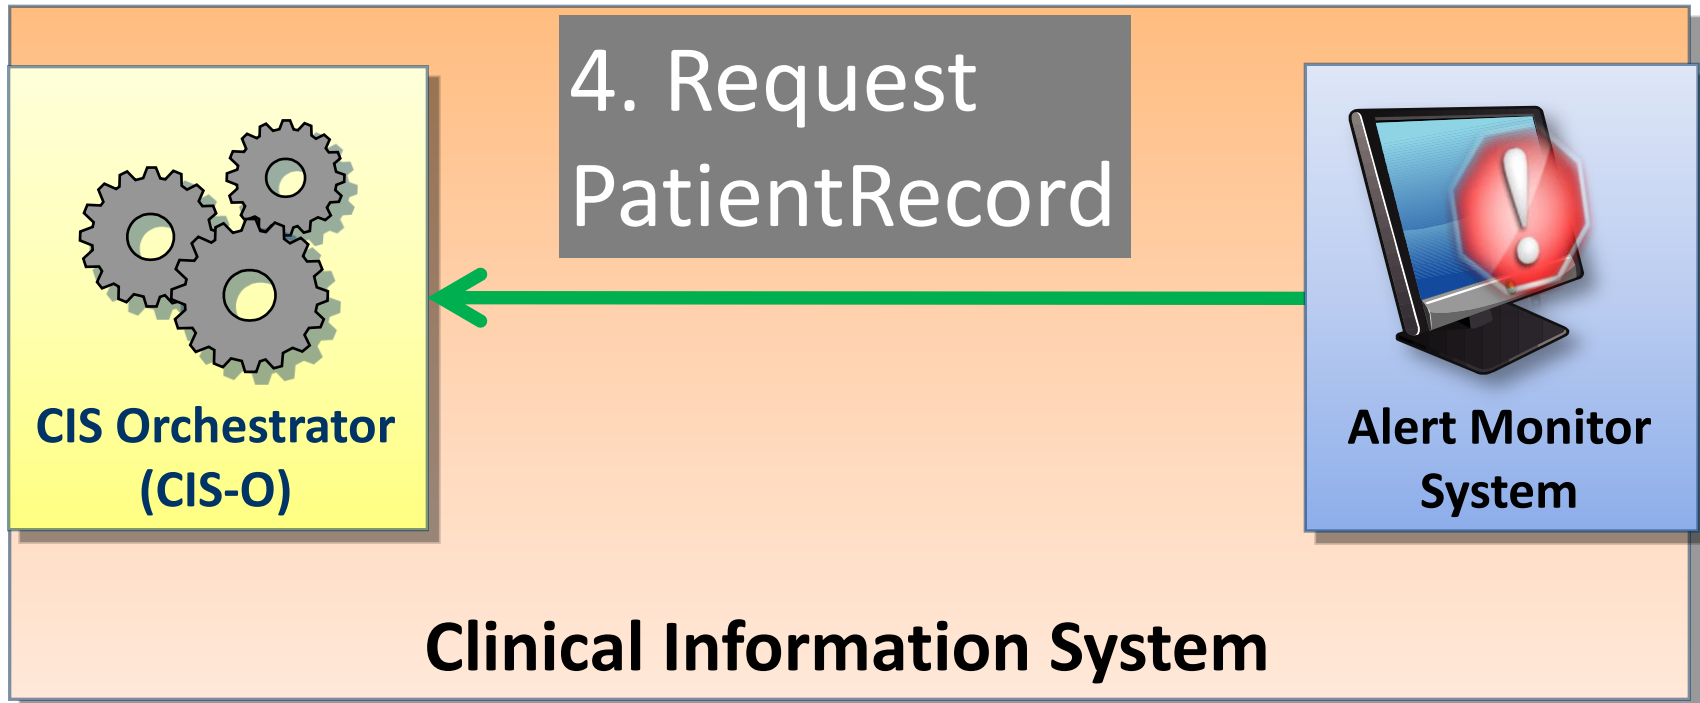 4. Request
PatientRecord
CIS Orchestrator
(CIS-O)
Alert Monitor
System
Clinical Information System